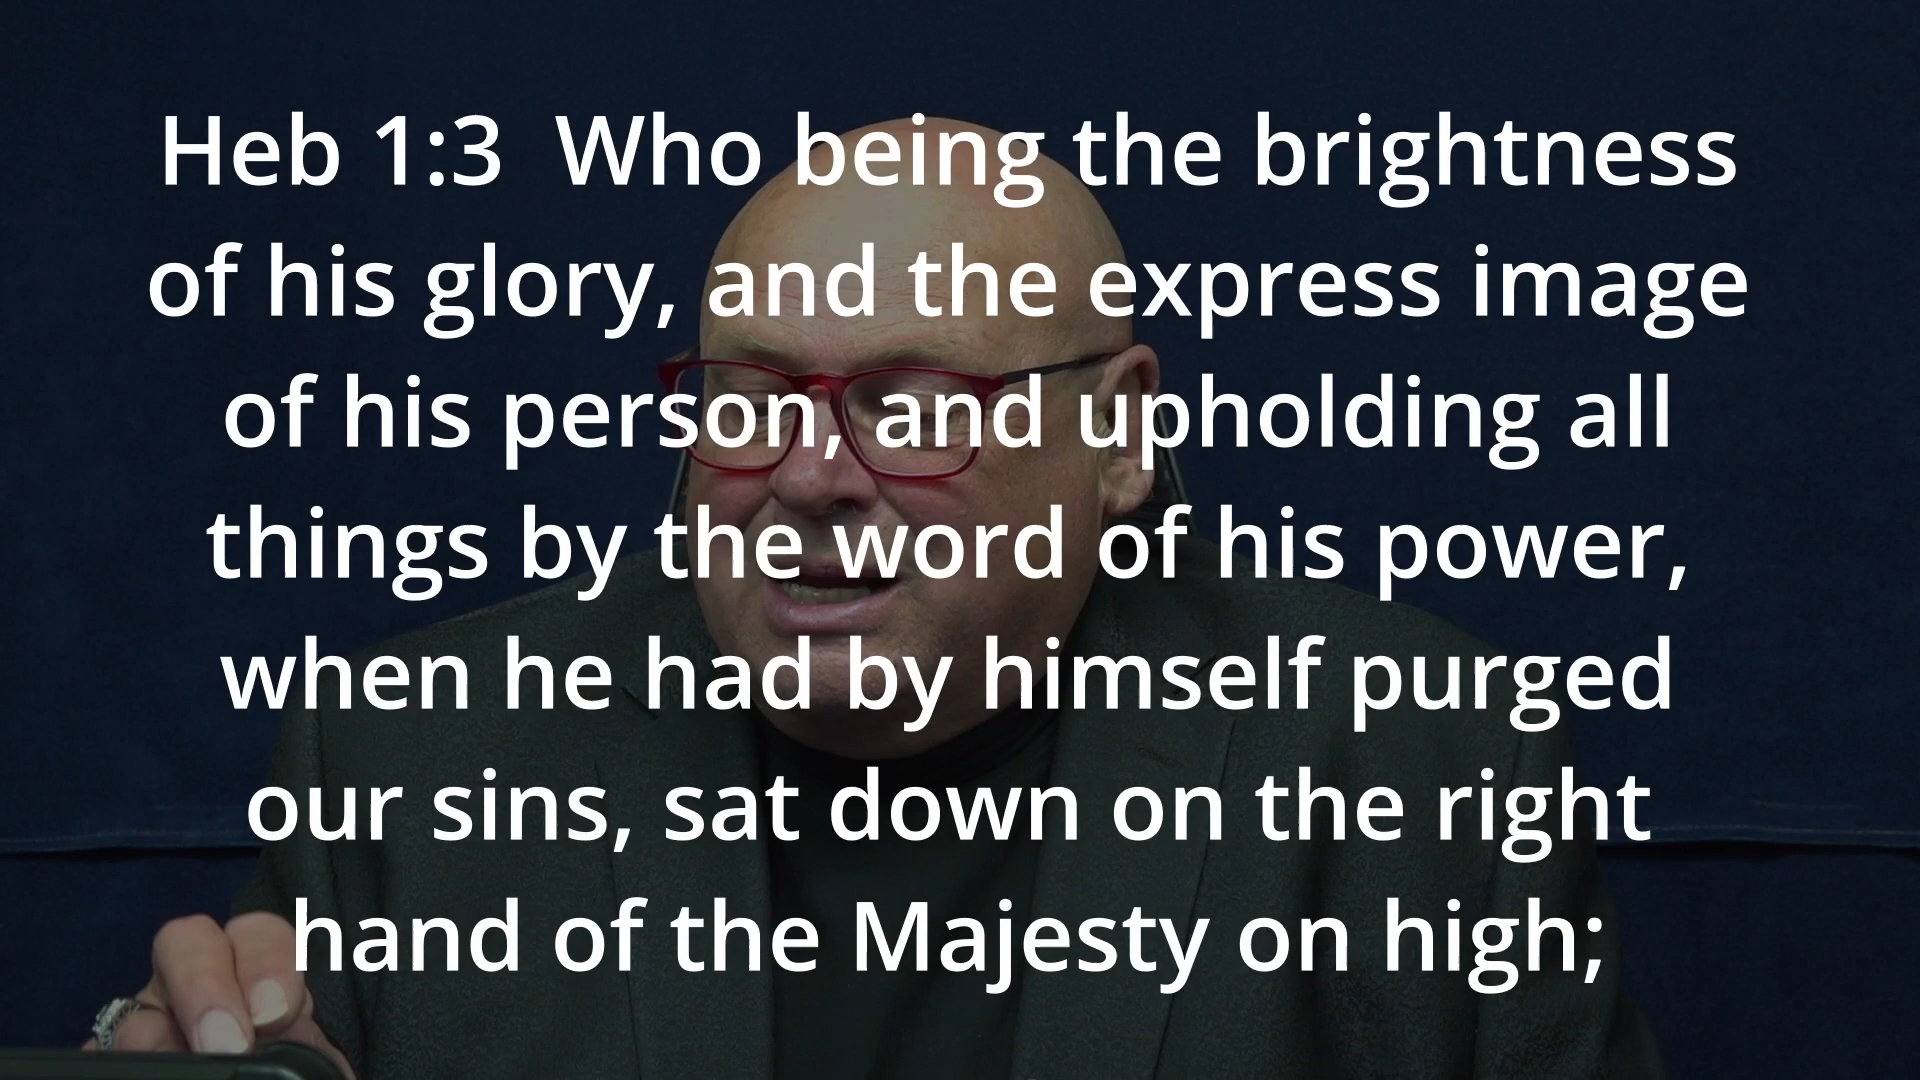 Heb 1:3  Who being the brightness
of his glory, and the express image
of his person, and upholding all
things by the word of his power,
when he had by himself purged
our sins, sat down on the right
hand of the Majesty on high;